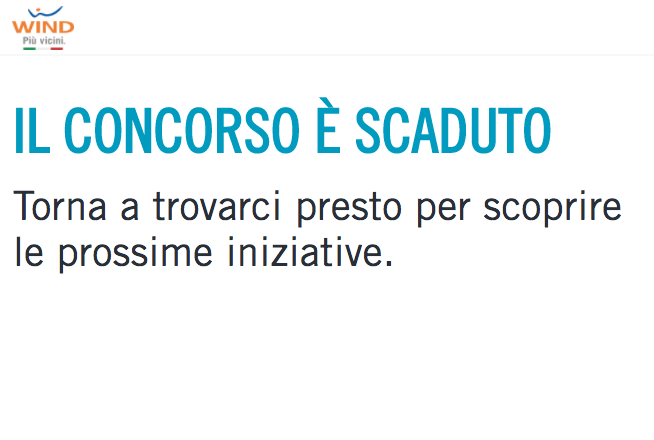 WIND
Più vicini.
IL CONCORSO È SCADUTO
Torna a trovarci presto per scoprire
le prossime iniziative.